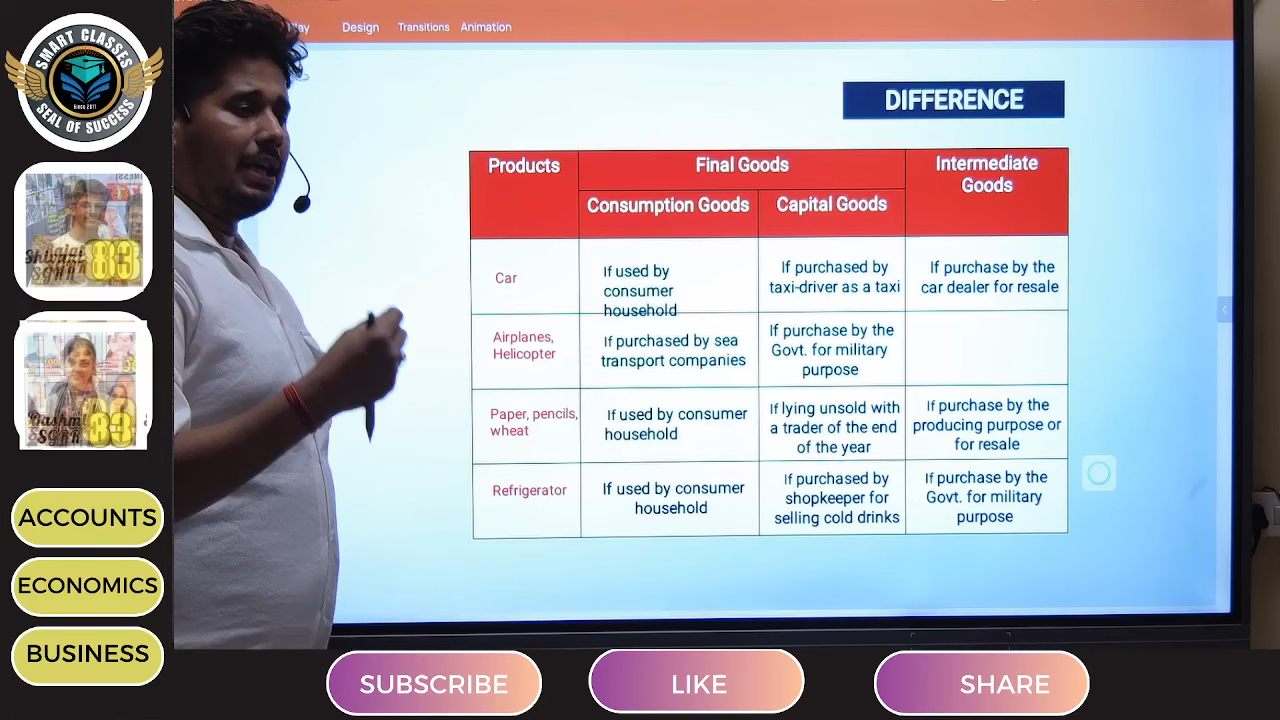 SMART CLASSES
Since 2011
SEAL OF SUCCESS
83
Shivani
SGRR
Rashmi
83
SGRR
ACCOUNTS
ECONOMICS
BUSINESS
Design Transitions Animation
DIFFERENCE
Products
Final Goods
Intermediate
Goods
Consumption Goods
Capital Goods
Car
If used by
consumer
household
If purchased by
taxi-driver as a taxi
If purchase by the
car dealer for resale
Airplanes,
Helicopter
If purchased by sea
transport companies
If purchase by the
Govt. for military
purpose
Paper, pencils,
wheat
If used by consumer
household
If lying unsold with
a trader of the end
of the year
If purchase by the
producing purpose or
for resale
Refrigerator
If used by consumer
household
If purchased by
shopkeeper for
selling cold drinks
If purchase by the
Govt. for military
purpose
SUBSCRIBE
LIKE
SHARE